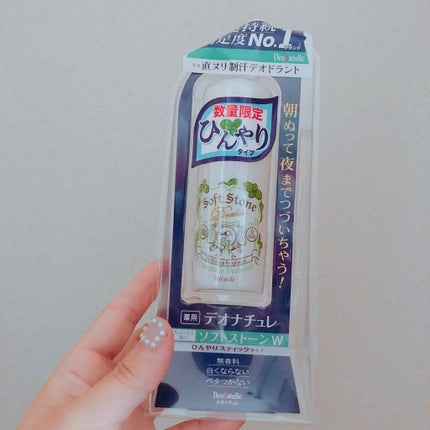 持続
足度No.1
DeoNatulle
直ヌリ制汗デオドラント
数量限定
ひんやり
タイプ
朝ぬって夜までつづいちゃう!
Soft Stone
Double
薬用
デオナチュレ
ソフトストーンW
ひんやりスティックタイプ
無香料
白くならない
ベタつかない
DeoNatulle
デオナチュレ